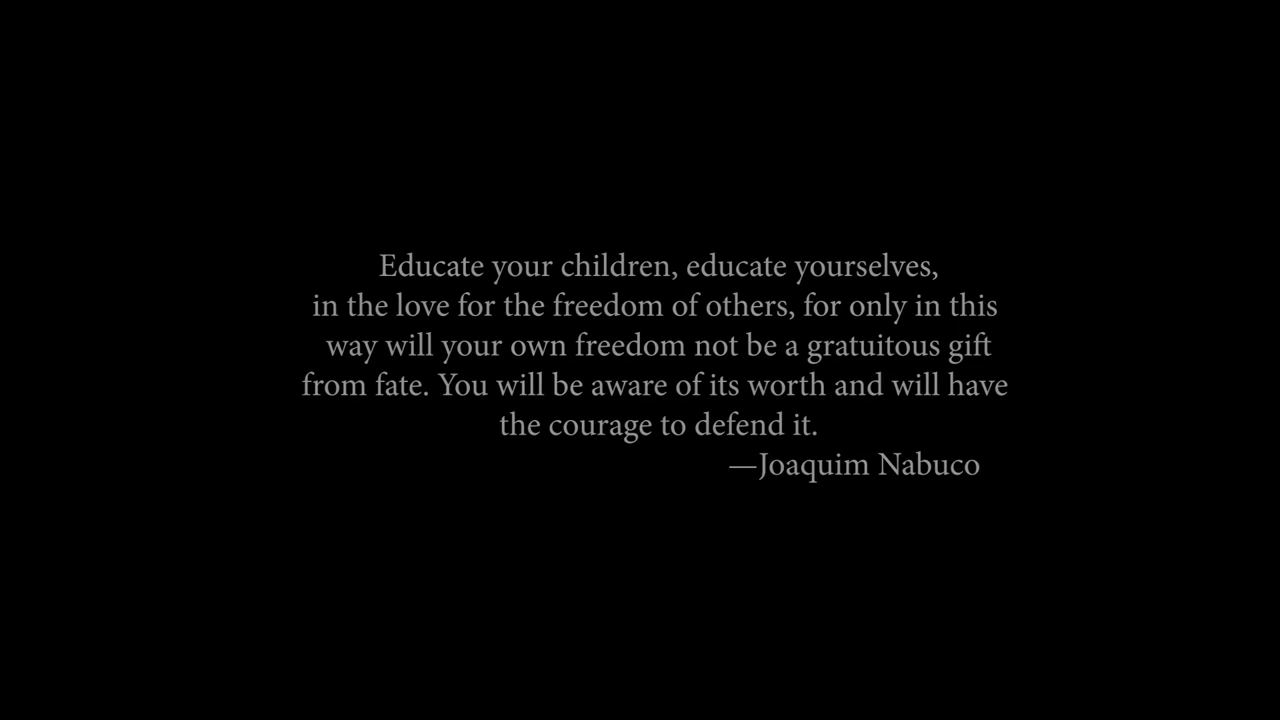 Educate your children, educate yourselves,
in the love for the freedom of others, for only in this
way will your own freedom not be a gratuitous gift
from fate. You will be aware of its worth and will have
the courage to defend it.
—Joaquim Nabuco